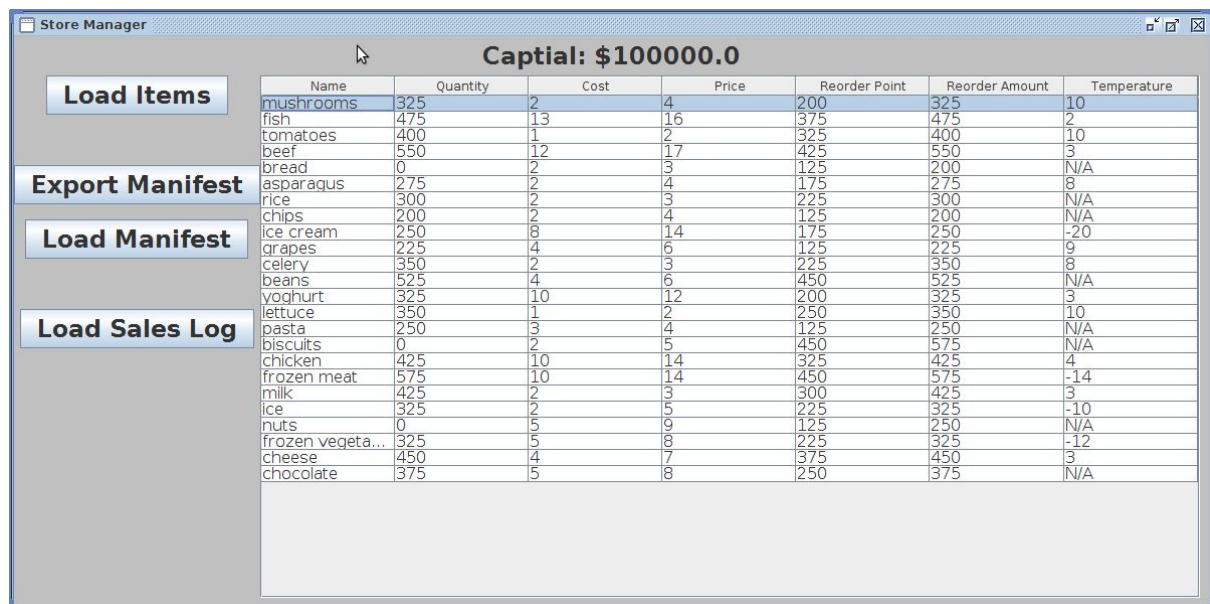 Store Manager
Captial: $100000.0
Load Items
Export Manifest
Load Manifest
Load Sales Log
Name Quantity Cost Price Reorder Point Reorder Amount Temperature
mushrooms 325 2 4 200 325 10
fish 475 13 16 375 475 2
tomatoes 400 1 2 325 400 10
beef 550 12 17 425 550 3
bread 0 2 3 125 200 N/A
asparagus 275 2 4 175 275 8
rice 300 2 3 225 300 N/A
chips 200 2 4 125 200 N/A
ice cream 250 8 14 175 250 -20
grapes 225 4 6 125 225 9
celery 350 2 3 225 350 8
beans 525 4 6 450 525 N/A
yoghurt 325 10 12 200 325 3
lettuce 350 1 2 250 350 10
pasta 250 3 4 125 250 N/A
biscuits 0 2 5 450 575 N/A
chicken 425 10 14 325 425 4
frozen meat 575 10 14 450 575 -14
milk 425 2 3 300 425 3
ice 325 2 5 225 325 -10
nuts 0 5 9 125 250 N/A
frozen vegeta... 325 5 8 225 325 -12
cheese 450 4 7 375 450 3
chocolate 375 5 8 250 375 N/A